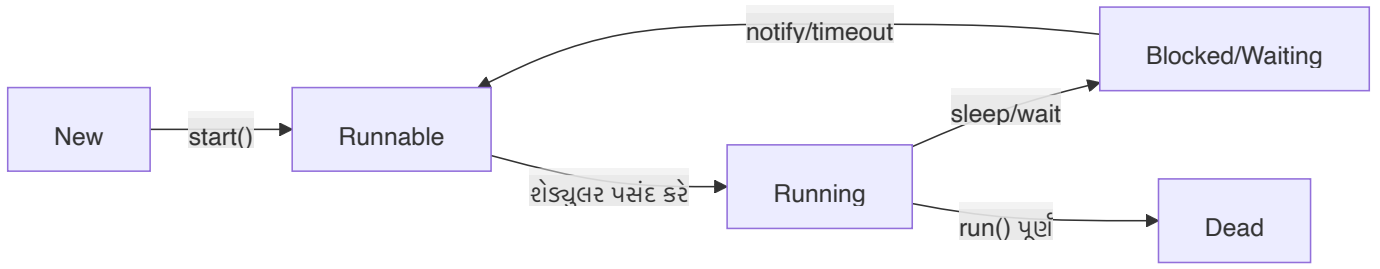 New
start()
Runnable
notify/timeout
શેડ્યુલર પસંદ કરે
Running
sleep/wait
Blocked/Waiting
run() પૂર્ણ
Dead